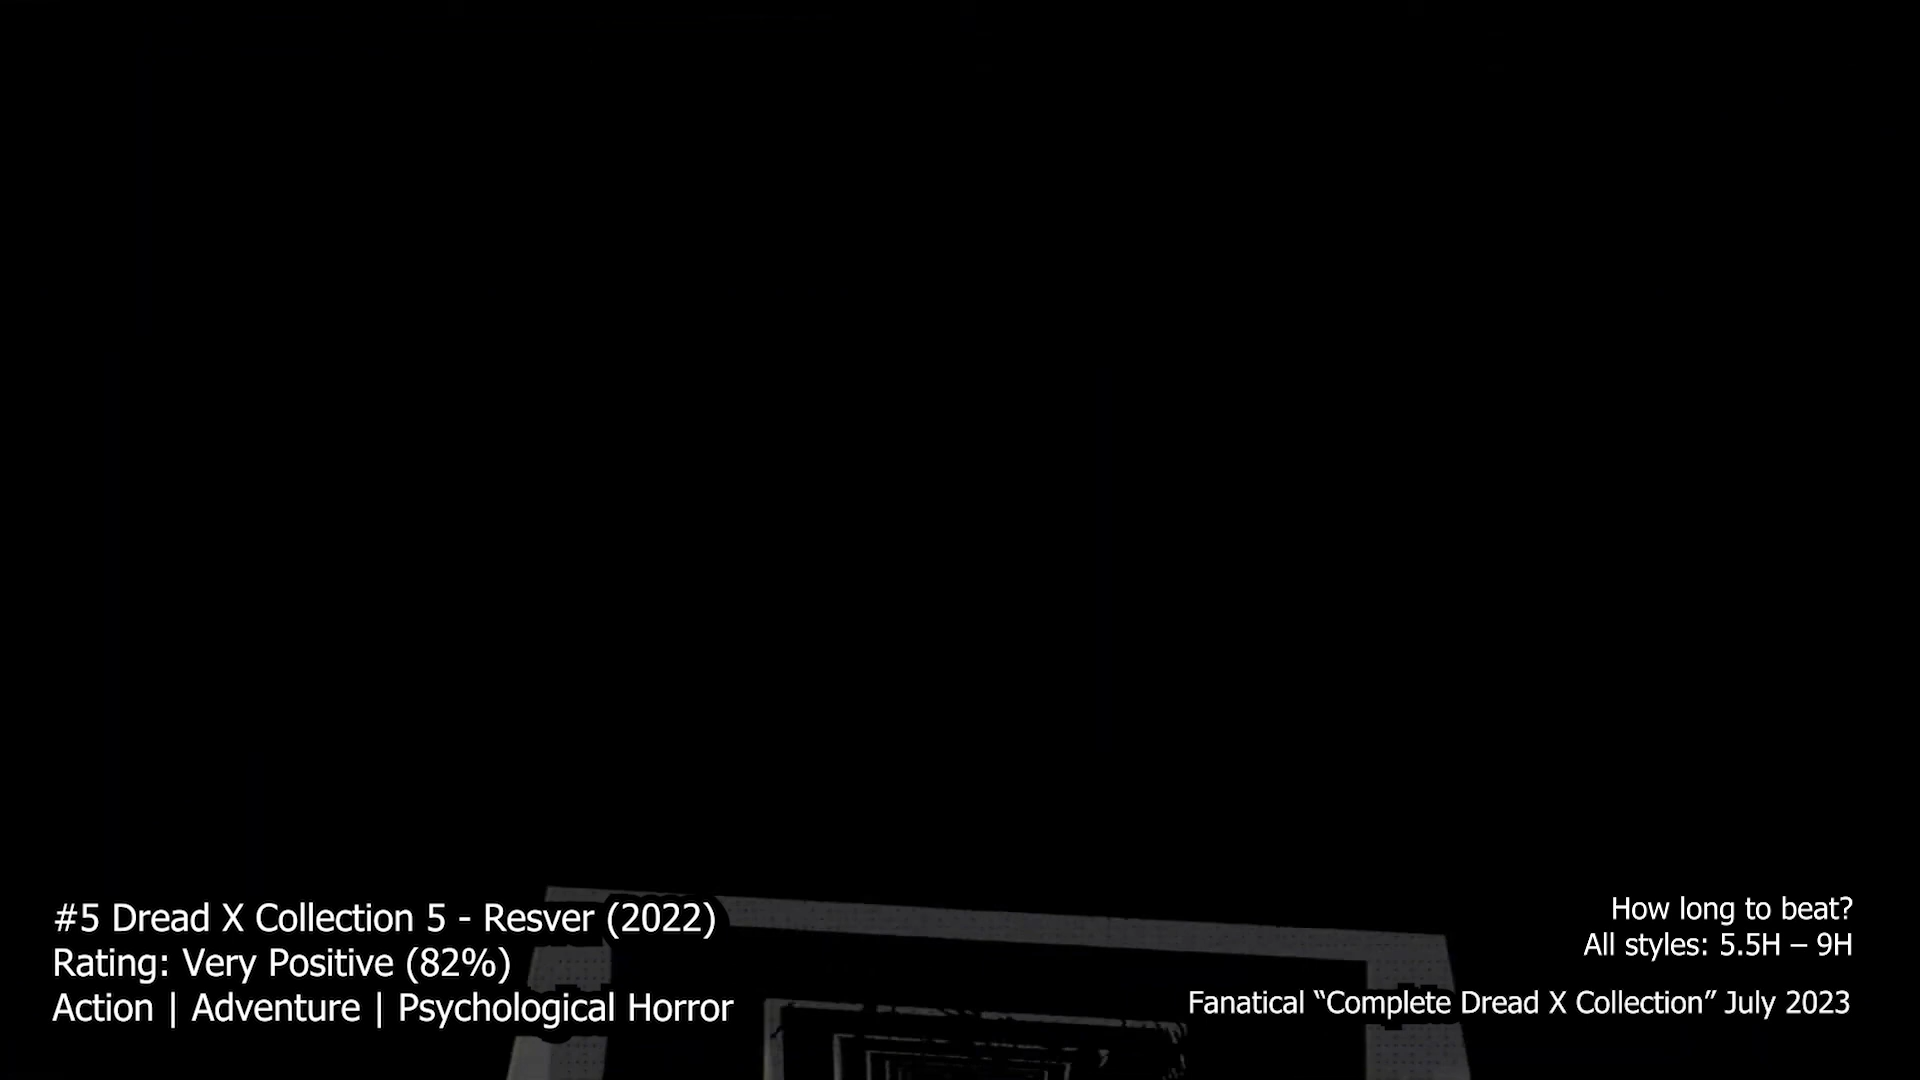 #5 Dread X Collection 5 - Resver (2022)
Rating: Very Positive (82%)
Action | Adventure | Psychological Horror
How long to beat?
All styles: 5.5H – 9H
Fanatical “Complete Dread X Collection” July 2023